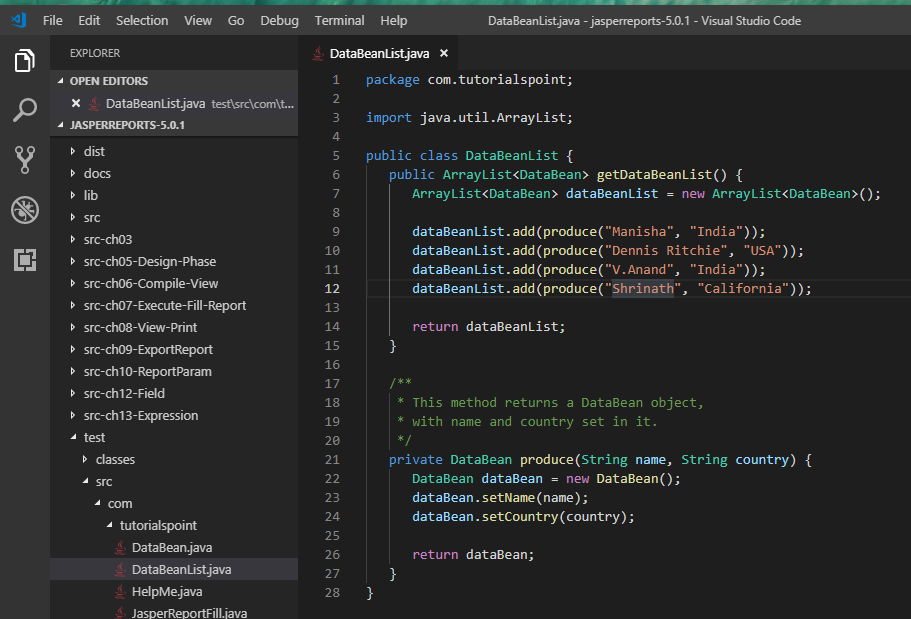 File Edit Selection View Go Debug Terminal Help DataBeanList.java - jasperreports-5.0.1 - Visual Studio Code
EXPLORER
OPEN EDITORS
DataBeanList.java test\src\com\t...
JASPERREPORTS-5.0.1
dist
docs
lib
src
src-ch03
src-ch05-Design-Phase
src-ch06-Compile-View
src-ch07-Execute-Fill-Report
src-ch08-View-Print
src-ch09-ExportReport
src-ch10-ReportParam
src-ch12-Field
src-ch13-Expression
test
classes
src
com
tutorialspoint
DataBean.java
DataBeanList.java
HelpMe.java
JasperReportFill.java
DataBeanList.java ×
1 package com.tutorialspoint;
2
3 import java.util.ArrayList;
4
5 public class DataBeanList {
6    public ArrayList<DataBean> getDataBeanList() {
7       ArrayList<DataBean> dataBeanList = new ArrayList<DataBean>();
8
9       dataBeanList.add(produce("Manisha", "India"));
10       dataBeanList.add(produce("Dennis Ritchie", "USA"));
11       dataBeanList.add(produce("V.Anand", "India"));
12       dataBeanList.add(produce("Shrinath", "California"));
13
14       return dataBeanList;
15    }
16
17    /**
18     * This method returns a DataBean object,
19     * with name and country set in it.
20     */
21    private DataBean produce(String name, String country) {
22       DataBean dataBean = new DataBean();
23       dataBean.setName(name);
24       dataBean.setCountry(country);
25
26       return dataBean;
27    }
28 }